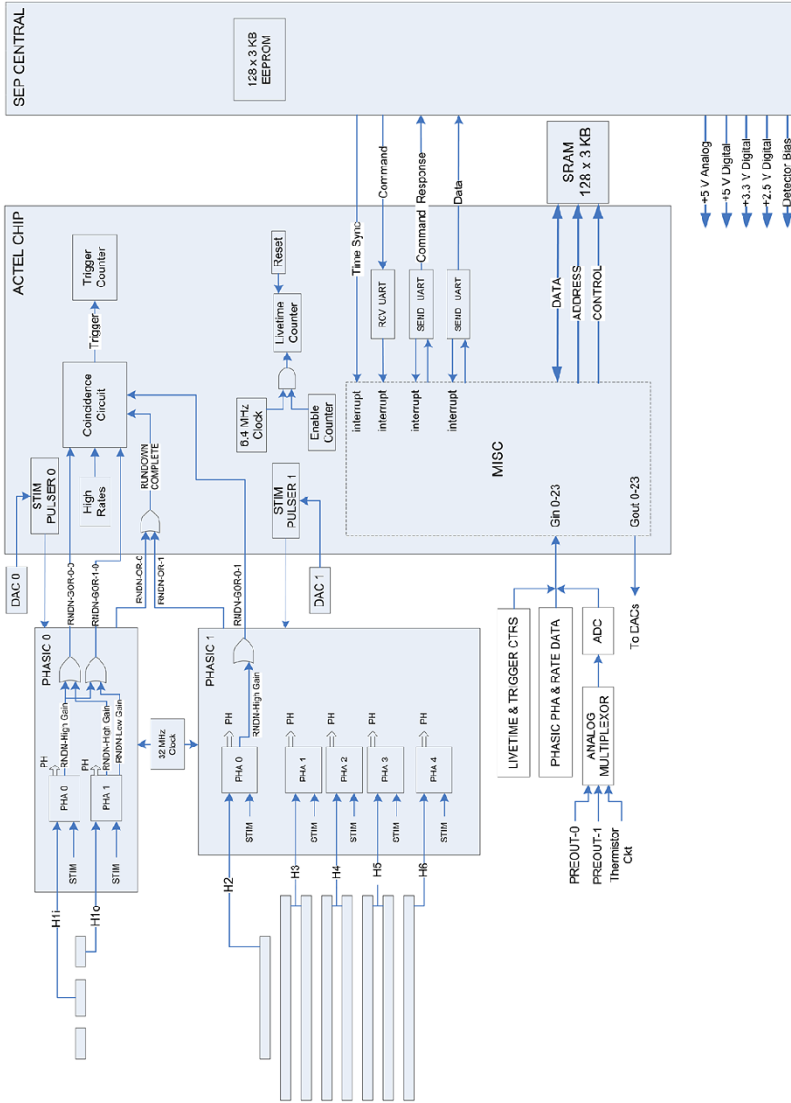 SEP CENTRAL
128 x 3 KB
EEPROM
ACTEL CHIP
Trigger
Counter
Trigger
Coincidence
Circuit
High
Rates
STIM
PULSER 0
DAC 0
RUNDOWN
COMPLETE
RNDN-GOR-0-0
RNDN-GOR-1-0
RNDN-OR-0
RNDN-OR-1
RNDN-GOR-0-1
Reset
Livetime
Counter
6.4 MHz
Clock
Enable
Counter
STIM
PULSER 1
DAC 1
Time Sync
Command
Command Response
Data
RCV UART
SEND UART
SEND UART
interrupt
interrupt
interrupt
interrupt
MISC
SRAM
128 x 3 KB
DATA
ADDRESS
CONTROL
Gin 0-23
Gout 0-23
+5 V Analog
+5 V Digital
+3.3 V Digital
+2.5 V Digital
Detector Bias
PHASIC 0
PH
RNDN-High Gain
PHA 0
PH
RNDN-High Gain
RNDN-Low Gain
PHA 1
STIM
STIM
H1i
H1o
32 MHz
Clock
PHASIC 1
PH
RNDN-High Gain
PHA 0
STIM
H2
PH
PHA 1
STIM
H3
PH
PHA 2
STIM
H4
PH
PHA 3
STIM
H5
PH
PHA 4
STIM
H6
LIVETIME & TRIGGER CTRS
PHASIC PHA & RATE DATA
ADC
ANALOG
MULTIPLEXOR
To DACs
PREOUT-0
PREOUT-1
Thermistor
Ckt